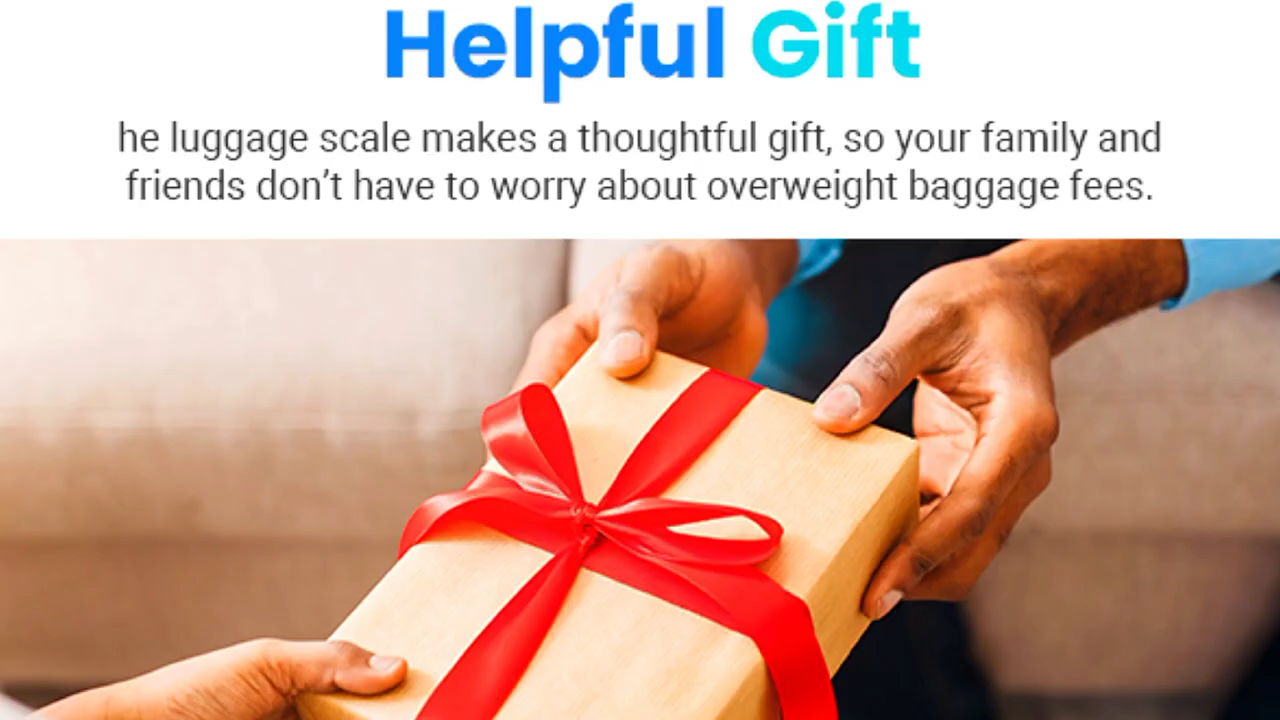 Helpful Gift
he luggage scale makes a thoughtful gift, so your family and
friends don’t have to worry about overweight baggage fees.